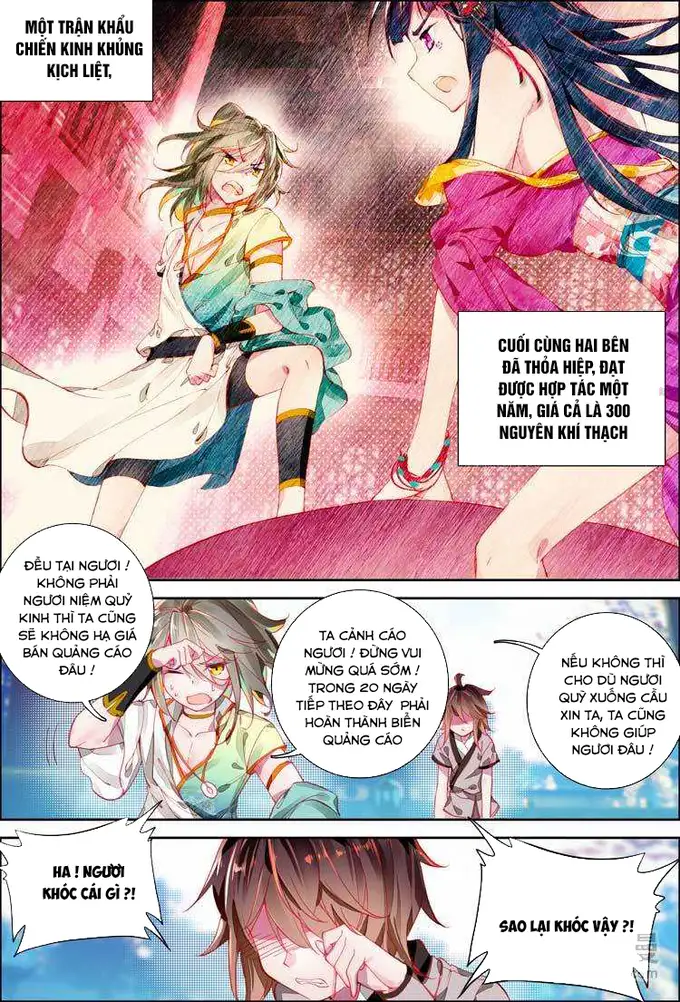 MỘT TRẬN KHẨU
CHIẾN KINH KHỦNG
KỊCH LIỆT,
CUỐI CÙNG HAI BÊN
ĐÃ THỎA HIỆP, ĐẠT
ĐƯỢC HỢP TÁC MỘT
NĂM, GIÁ CẢ LÀ 300
NGUYÊN KHÍ THẠCH
ĐỀU TẠI NGƯƠI !
KHÔNG PHẢI
NGƯƠI NIỆM QUỶ
KINH THÌ TA CŨNG
SẼ KHÔNG HẠ GIÁ
BÁN QUẢNG CÁO
ĐÂU !
TA CẢNH CÁO
NGƯƠI ! ĐỪNG VUI
MỪNG QUÁ SỚM !
TRONG 20 NGÀY
TIẾP THEO ĐÂY PHẢI
HOÀN THÀNH BIỂN
QUẢNG CÁO
NẾU KHÔNG THÌ
CHO DÙ NGƯƠI
QUỲ XUỐNG CẦU
XIN TA, TA CŨNG
KHÔNG GIÚP
NGƯƠI ĐÂU !
HA ! NGƯỜI
KHÓC CÁI GÌ ?!
SAO LẠI KHÓC VẬY ?!